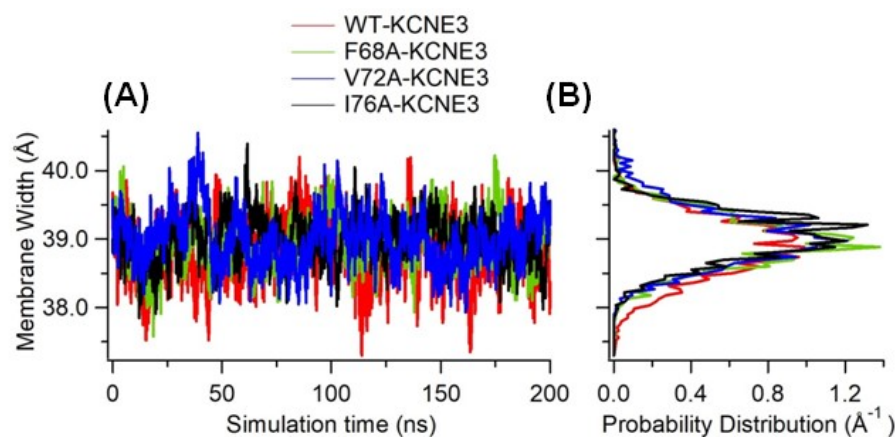 WT-KCNE3
F68A-KCNE3
V72A-KCNE3
I76A-KCNE3
(A)
(B)
Membrane Width (Å)
40.0
39.0
38.0
0
50
100
150
200
Simulation time (ns)
0.0
0.4
0.8
1.2
Probability Distribution (Å⁻¹)